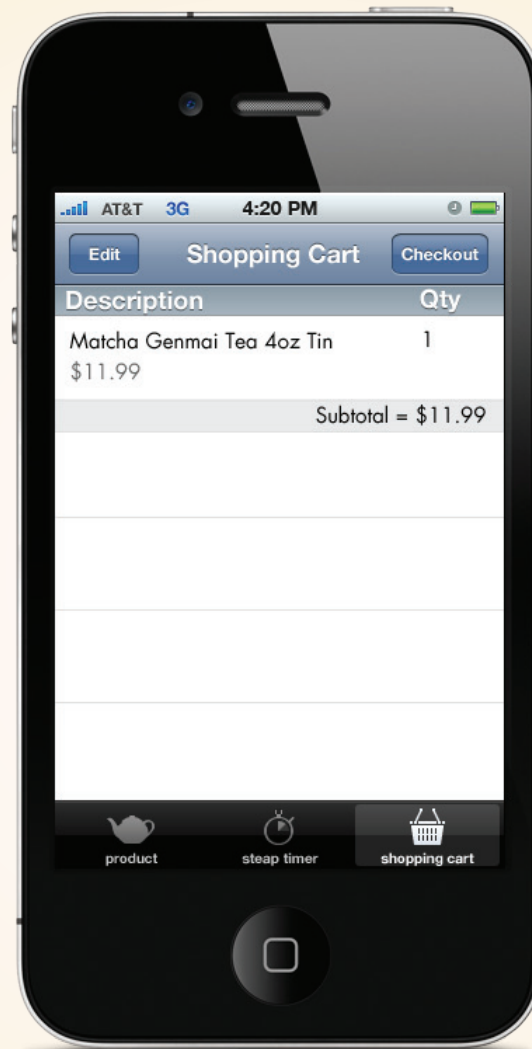 AT&T 3G 4:20 PM
Edit Shopping Cart Checkout
Description Qty
Matcha Genmai Tea 4oz Tin 1
$11.99
Subtotal = $11.99
product steap timer shopping cart